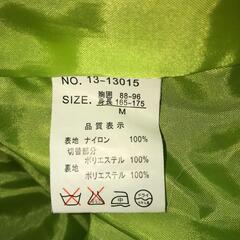 NO. 13-13015
SIZE. 胸囲 88-96
身長 165-175
M
品質表示
表地 ナイロン 100%
切替部分
ポリエステル 100%
裏地
ポリエステル 100%